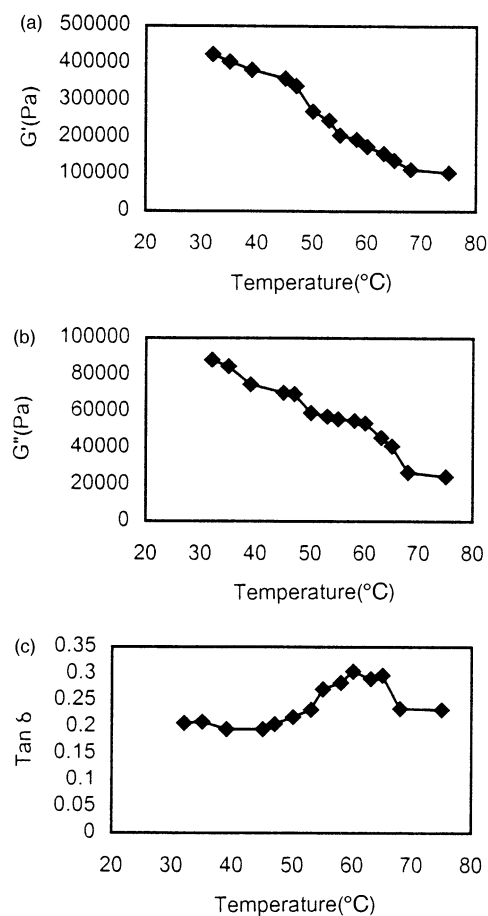 (a)
500000
400000
300000
200000
100000
0
G'(Pa)
20 30 40 50 60 70 80
Temperature(°C)
(b)
100000
80000
60000
40000
20000
0
G"(Pa)
20 30 40 50 60 70 80
Temperature(°C)
(c)
0.35
0.3
0.25
0.2
0.15
0.1
0.05
0
Tan δ
20 30 40 50 60 70 80
Temperature(°C)